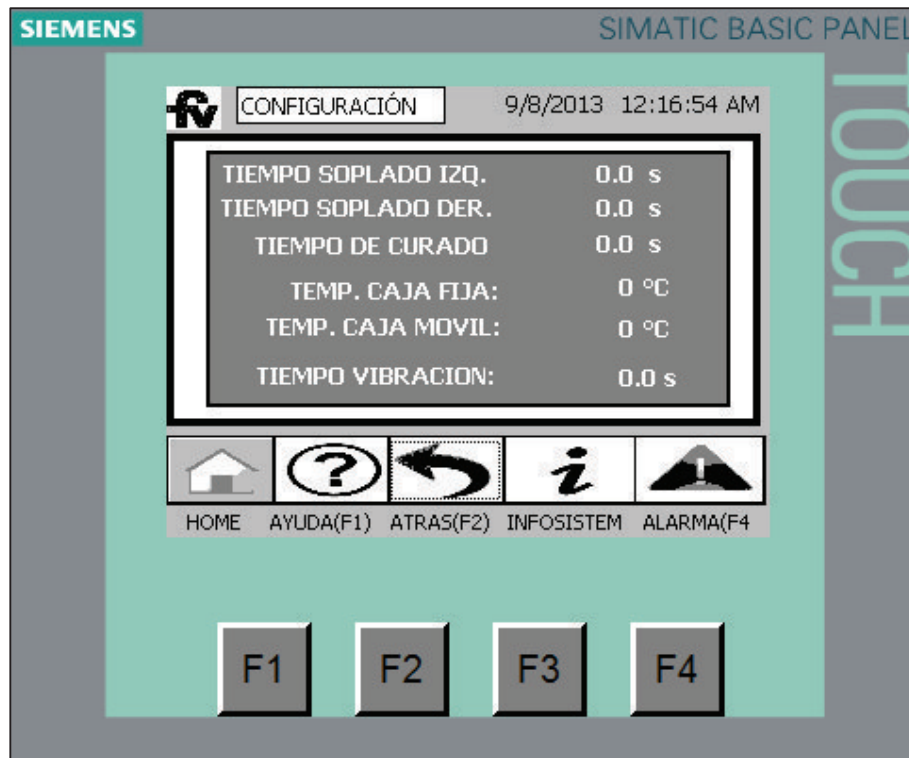 SIEMENS
SIMATIC BASIC PANEL
TOUCH
fv CONFIGURACIÓN 9/8/2013 12:16:54 AM
TIEMPO SOPLADO IZQ. 0.0 s
TIEMPO SOPLADO DER. 0.0 s
TIEMPO DE CURADO 0.0 s
TEMP. CAJA FIJA: 0 °C
TEMP. CAJA MOVIL: 0 °C
TIEMPO VIBRACION: 0.0 s
? i !
HOME AYUDA(F1) ATRAS(F2) INFOSISTEM ALARMA(F4
F1 F2 F3 F4